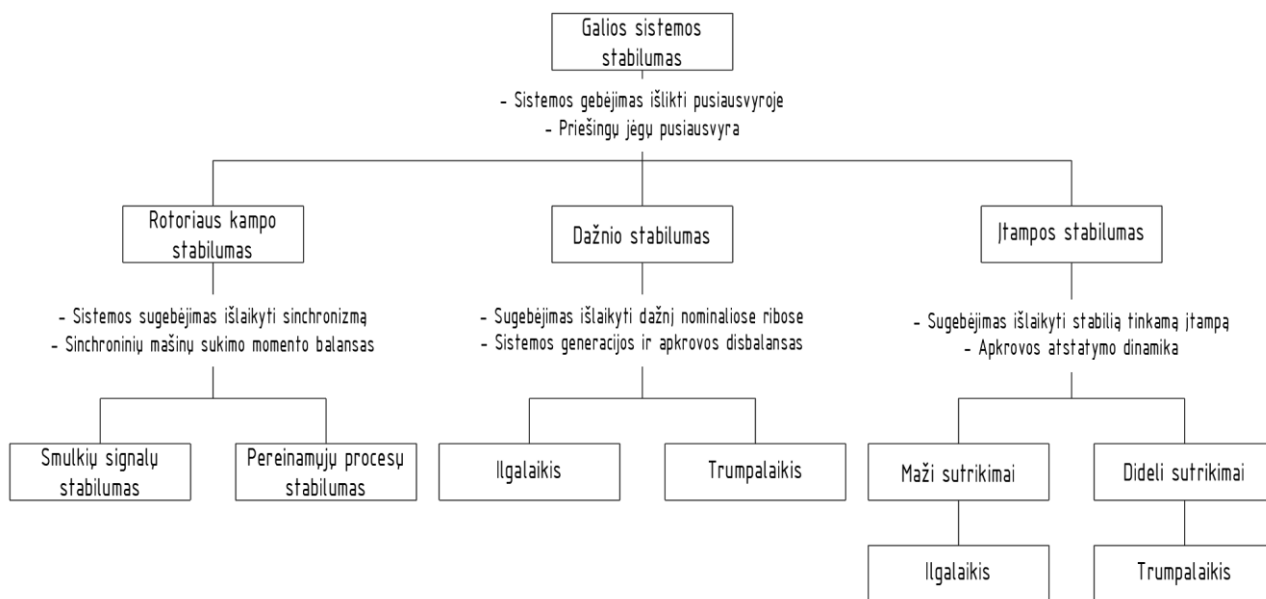 Galios sistemos
stabilumas
- Sistemos gebėjimas išlikti pusiausvyroje
- Priešingų jėgų pusiausvyra
Rotoriaus kampo
stabilumas
Dažnio stabilumas
Įtampos stabilumas
- Sistemos sugebėjimas išlaikyti sinchronizmą
- Sinchroninių mašinų sukimo momento balansas
- Sugebėjimas išlaikyti dažnį nominaliose ribose
- Sistemos generacijos ir apkrovos disbalansas
- Sugebėjimas išlaikyti stabilią tinkamą įtampą
- Apkrovos atstatymo dinamika
Smulkių signalų
stabilumas
Pereinamųjų procesų
stabilumas
Ilgalaikis
Trumpalaikis
Maži sutrikimai
Dideli sutrikimai
Ilgalaikis
Trumpalaikis